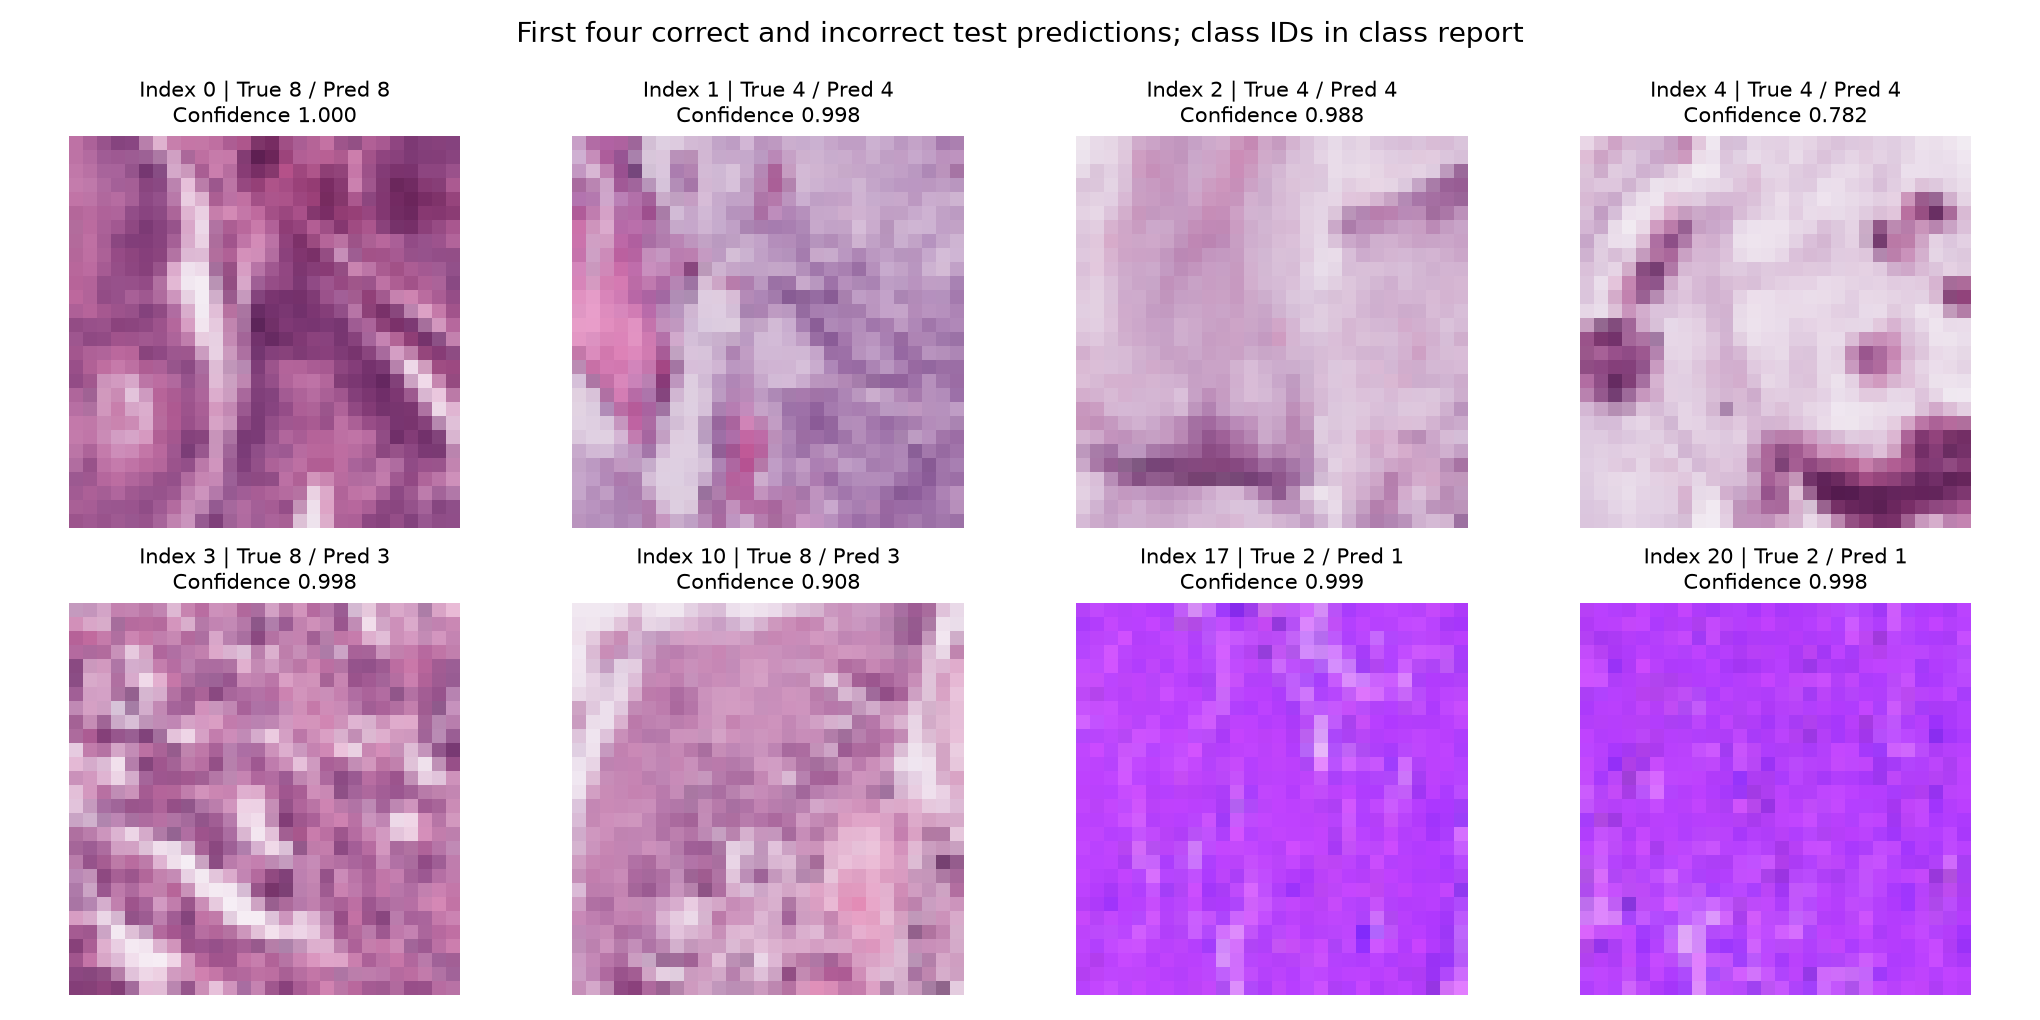 First four correct and incorrect test predictions; class IDs in class report
Index 0 | True 8 / Pred 8
Confidence 1.000
Index 1 | True 4 / Pred 4
Confidence 0.998
Index 2 | True 4 / Pred 4
Confidence 0.988
Index 4 | True 4 / Pred 4
Confidence 0.782
Index 3 | True 8 / Pred 3
Confidence 0.998
Index 10 | True 8 / Pred 3
Confidence 0.908
Index 17 | True 2 / Pred 1
Confidence 0.999
Index 20 | True 2 / Pred 1
Confidence 0.998